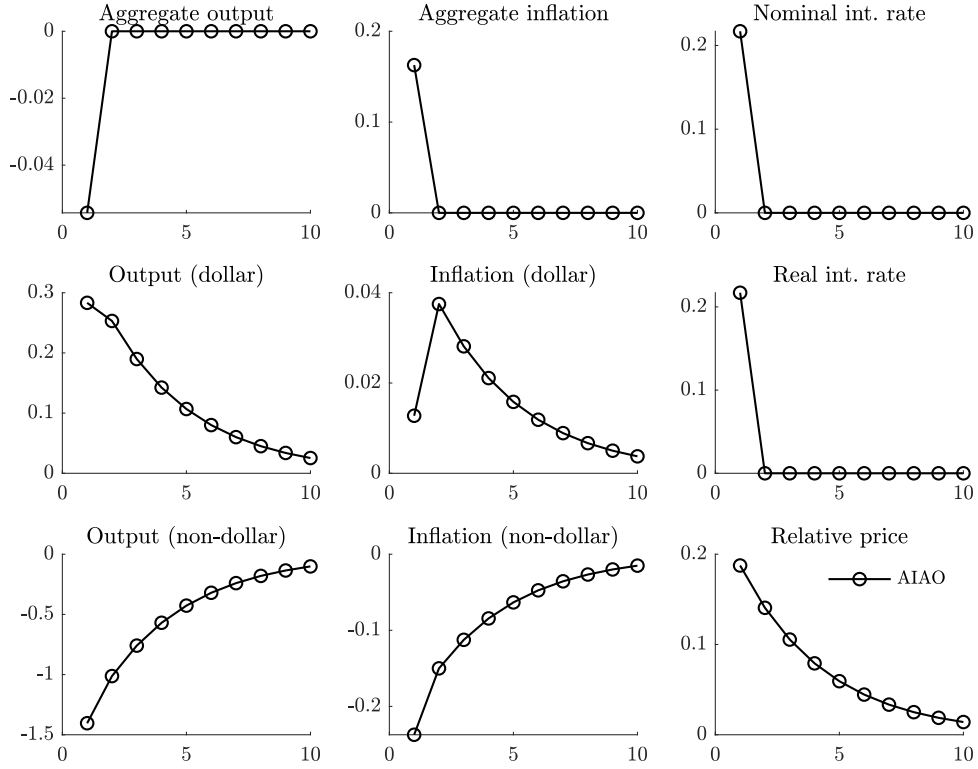 Aggregate output
0
-0.02
-0.04
0 5 10
Aggregate inflation
0.2
0.1
0
0 5 10
Nominal int. rate
0.2
0.1
0
0 5 10
Output (dollar)
0.3
0.2
0.1
0
0 5 10
Inflation (dollar)
0.04
0.02
0
0 5 10
Real int. rate
0.2
0.1
0
0 5 10
Output (non-dollar)
0
-0.5
-1
-1.5
0 5 10
Inflation (non-dollar)
0
-0.1
-0.2
0 5 10
Relative price
0.2
0.1
0
AIAO
0 5 10